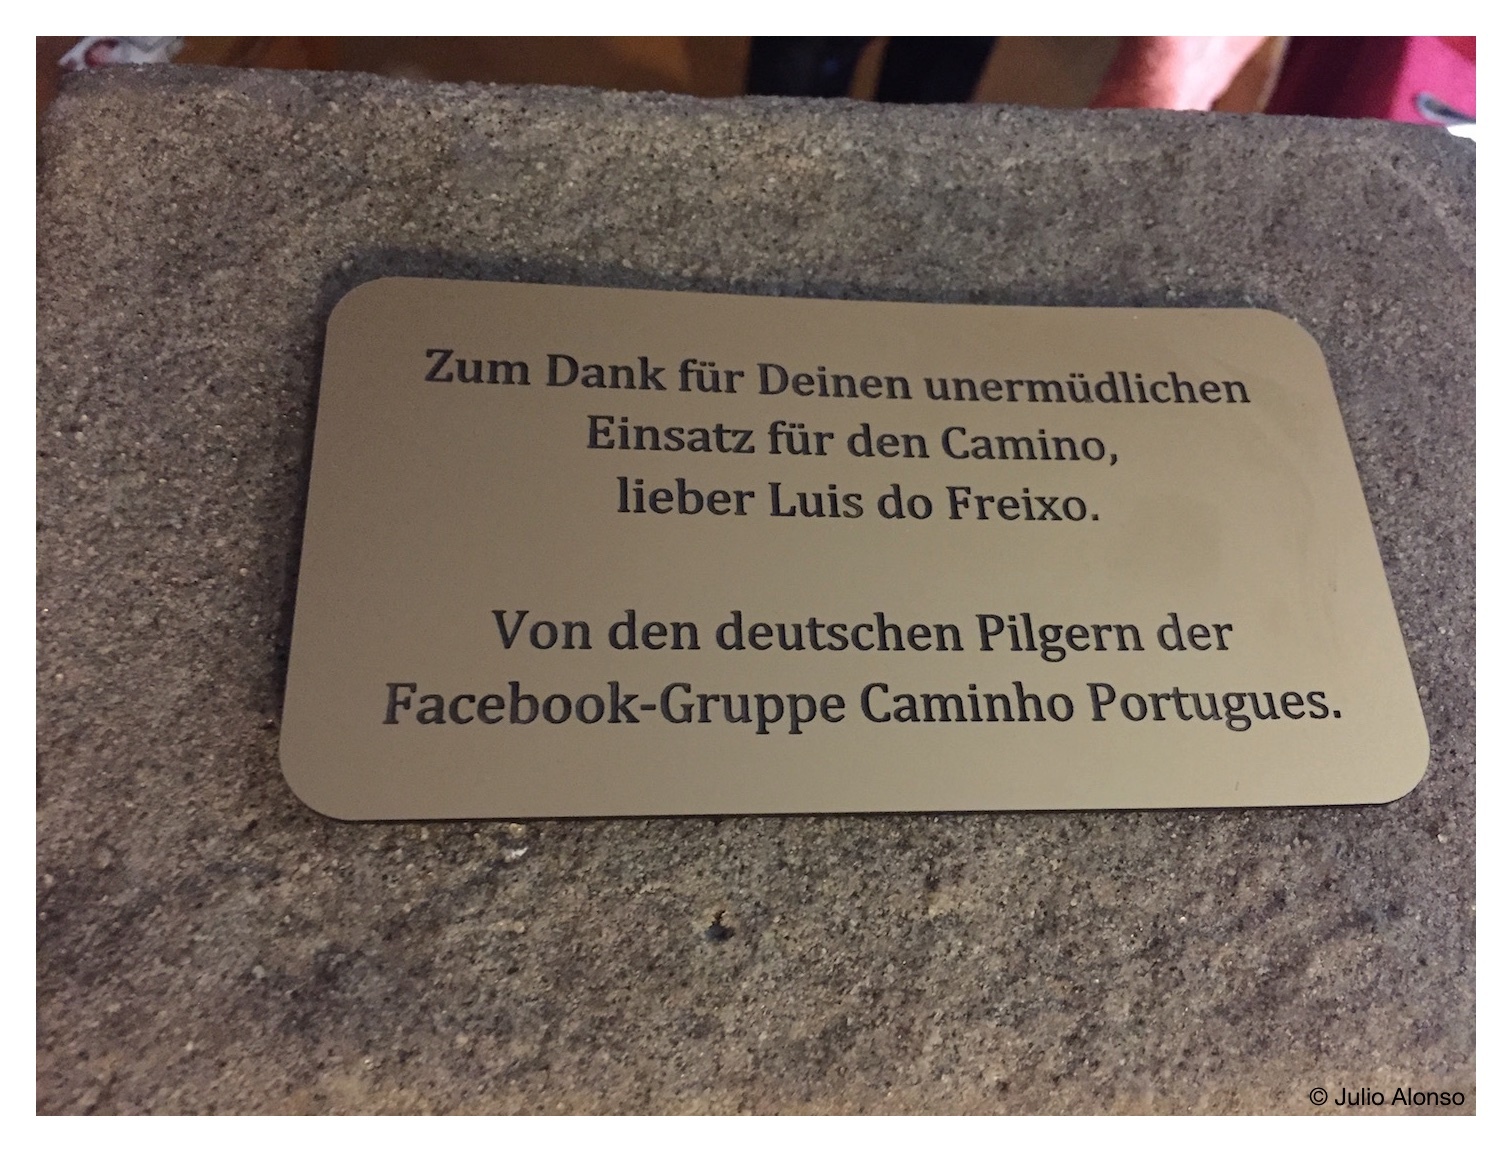 Zum Dank für Deinen unermüdlichen
Einsatz für den Camino,
lieber Luis do Freixo.
Von den deutschen Pilgern der
Facebook-Gruppe Caminho Portugues.
© Julio Alonso